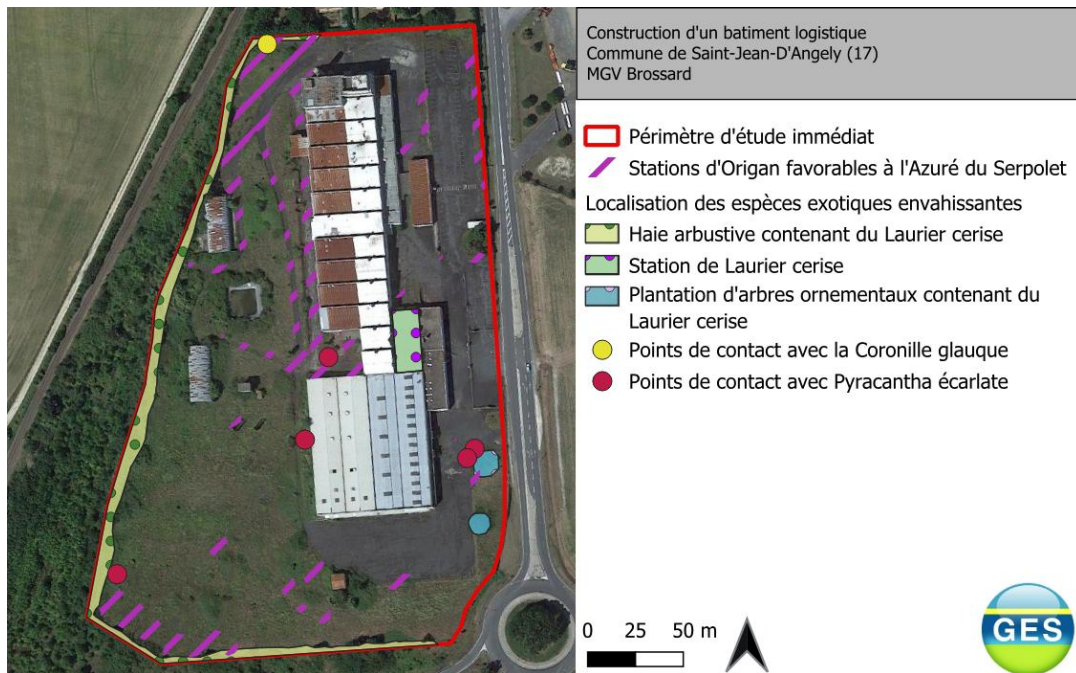 Construction d'un batiment logistique
Commune de Saint-Jean-D'Angely (17)
MGV Brossard
Périmètre d'étude immédiat
Stations d'Origan favorables à l'Azuré du Serpolet
Localisation des espèces exotiques envahissantes
Haie arbustive contenant du Laurier cerise
Station de Laurier cerise
Plantation d'arbres ornementaux contenant du
Laurier cerise
Points de contact avec la Coronille glauque
Points de contact avec Pyracantha écarlate
0 25 50 m
GES